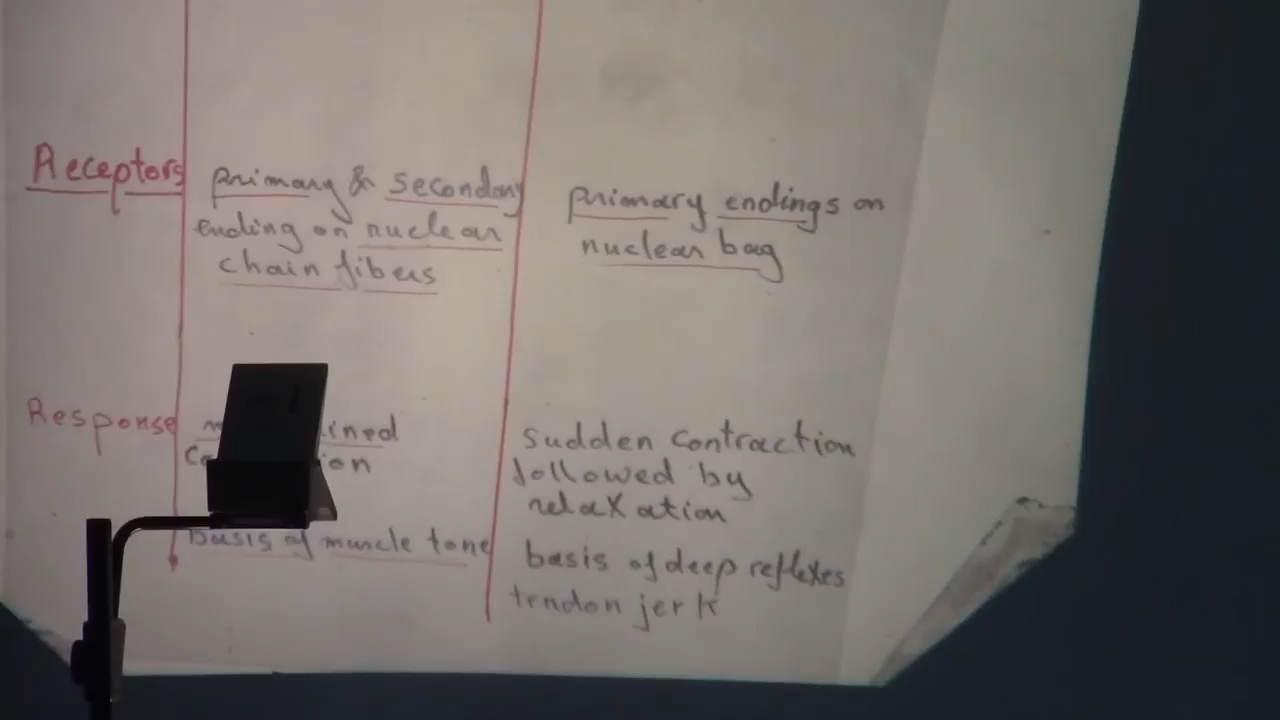 Receptors
primary & secondary
ending on nuclear
chain fibers
primary endings on
nuclear bag
Response
sudden contraction
followed by
relaxation
basis of muscle tone
basis of deep reflexes
tendon jerk